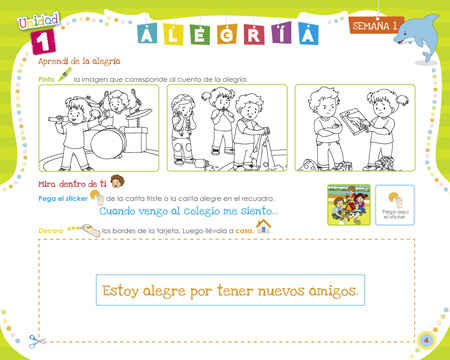 Unidad
1
ALEGRÍA
SEMANA 1
Aprendí de la alegría
Pinta la imagen que corresponde al cuento de la alegría.
Mira dentro de ti
Pega el sticker de la carita triste o la carita alegre en el recuadro.
Cuando vengo al colegio me siento...
Pega aquí
el sticker.
Decora los bordes de la tarjeta. Luego llévala a casa.
Estoy alegre por tener nuevos amigos.
4